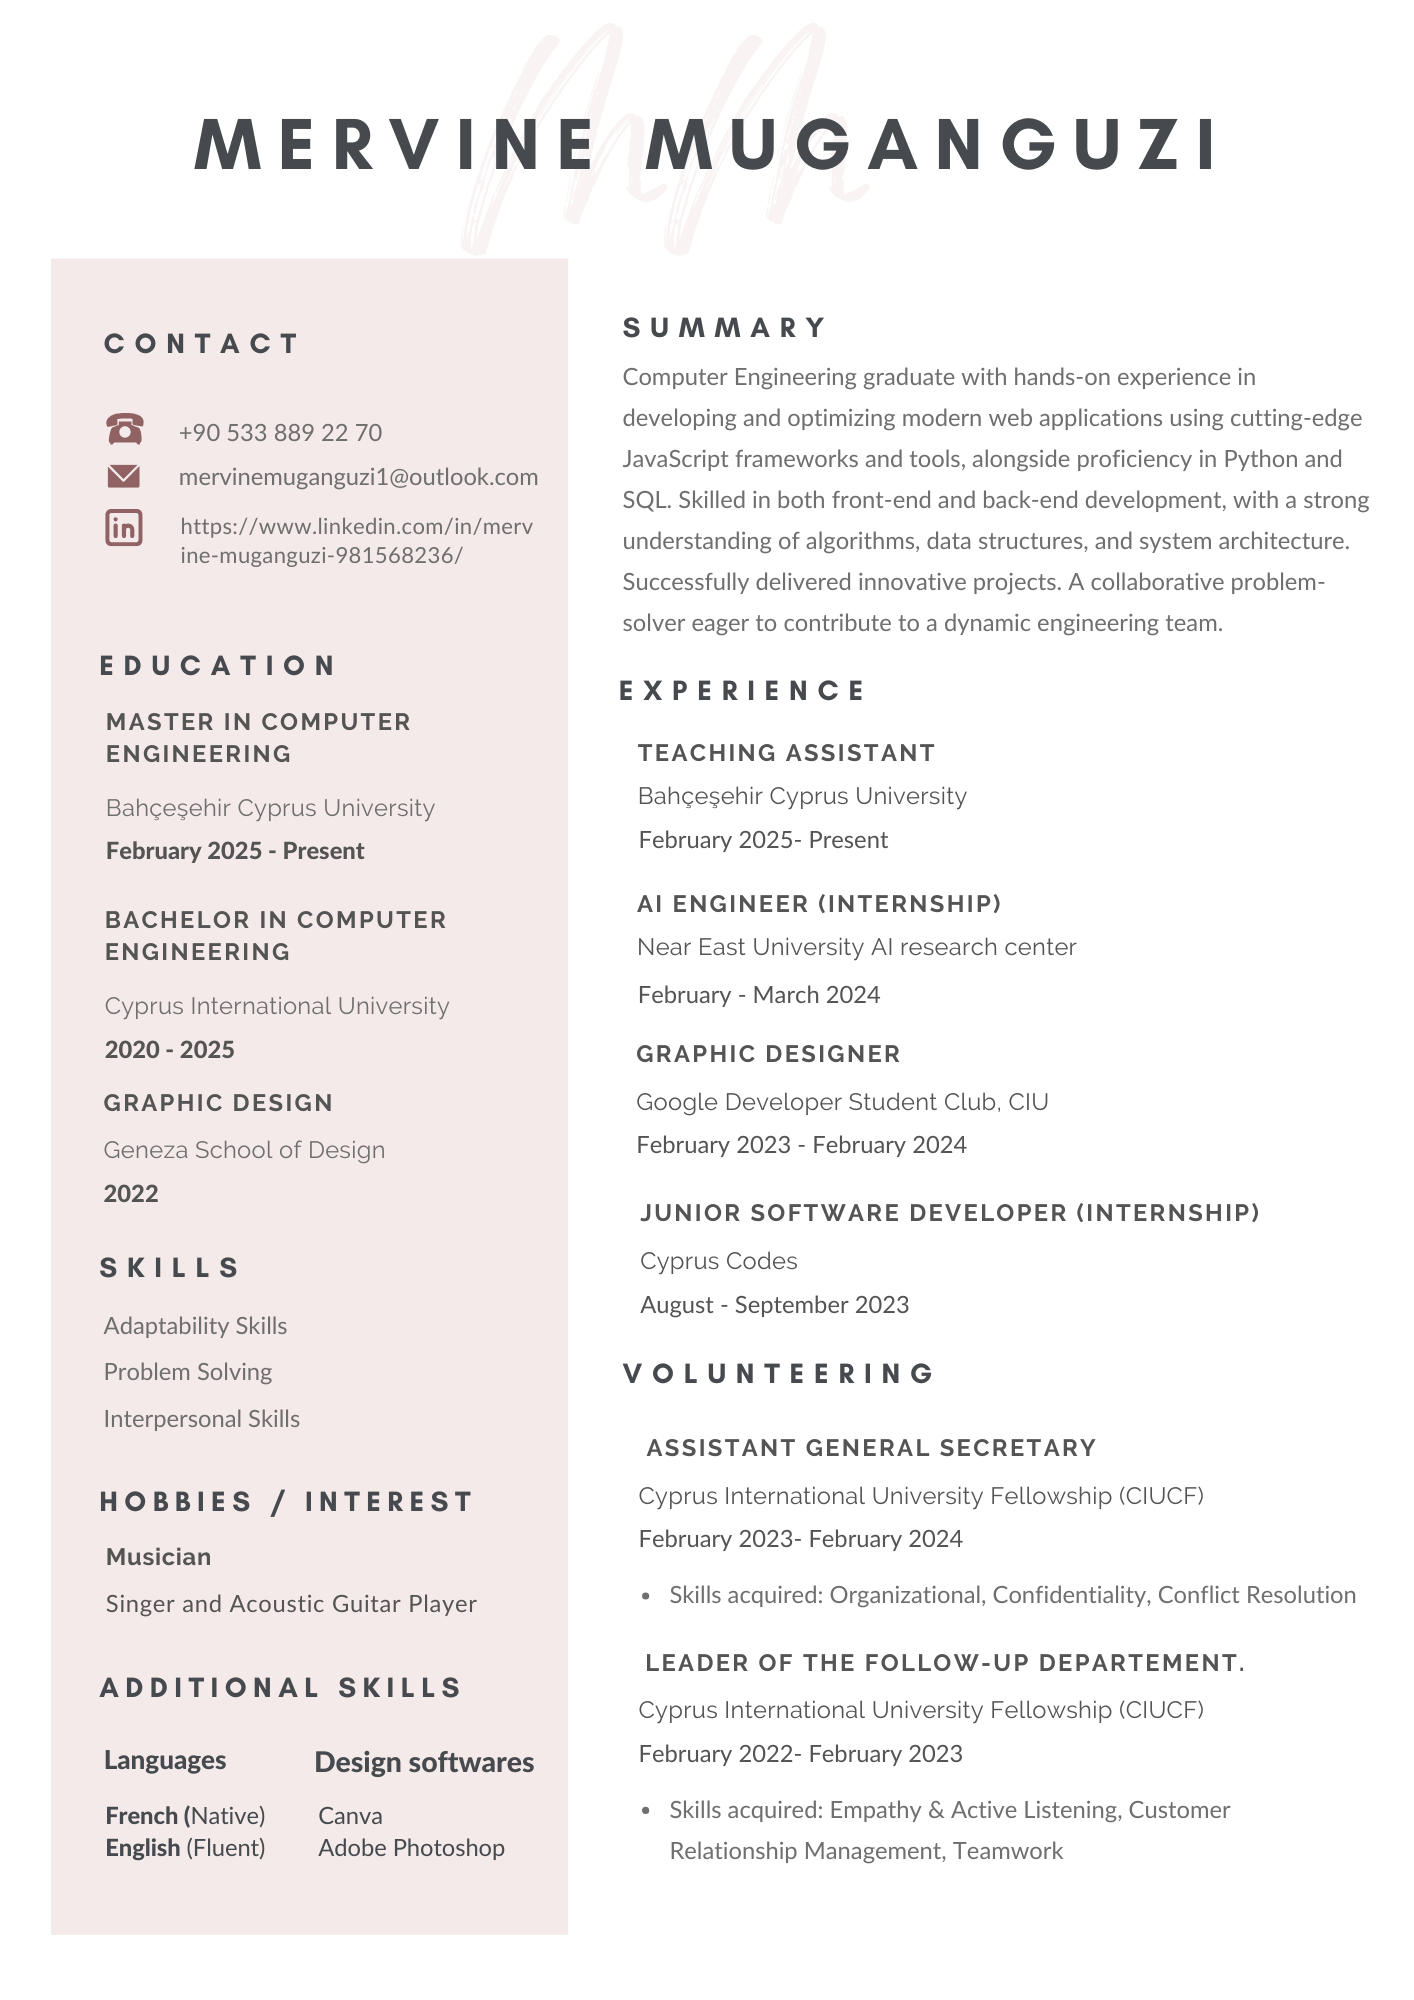 MERVINE MUGANGUZI
CONTACT
+90 533 889 22 70
mervinemuganguzi1@outlook.com
https://www.linkedin.com/in/merv
ine-muganguzi-981568236/
EDUCATION
MASTER IN COMPUTER
ENGINEERING
Bahçeşehir Cyprus University
February 2025 - Present
BACHELOR IN COMPUTER
ENGINEERING
Cyprus International University
2020 - 2025
GRAPHIC DESIGN
Geneza School of Design
2022
SKILLS
Adaptability Skills
Problem Solving
Interpersonal Skills
HOBBIES / INTEREST
Musician
Singer and Acoustic Guitar Player
ADDITIONAL SKILLS
Languages
French (Native)
English (Fluent)
Design softwares
Canva
Adobe Photoshop
SUMMARY
Computer Engineering graduate with hands-on experience in
developing and optimizing modern web applications using cutting-edge
JavaScript frameworks and tools, alongside proficiency in Python and
SQL. Skilled in both front-end and back-end development, with a strong
understanding of algorithms, data structures, and system architecture.
Successfully delivered innovative projects. A collaborative problem-
solver eager to contribute to a dynamic engineering team.
EXPERIENCE
TEACHING ASSISTANT
Bahçeşehir Cyprus University
February 2025- Present
AI ENGINEER (INTERNSHIP)
Near East University AI research center
February - March 2024
GRAPHIC DESIGNER
Google Developer Student Club, CIU
February 2023 - February 2024
JUNIOR SOFTWARE DEVELOPER (INTERNSHIP)
Cyprus Codes
August - September 2023
VOLUNTEERING
ASSISTANT GENERAL SECRETARY
Cyprus International University Fellowship (CIUCF)
February 2023- February 2024
• Skills acquired: Organizational, Confidentiality, Conflict Resolution
LEADER OF THE FOLLOW-UP DEPARTEMENT.
Cyprus International University Fellowship (CIUCF)
February 2022- February 2023
• Skills acquired: Empathy & Active Listening, Customer
Relationship Management, Teamwork